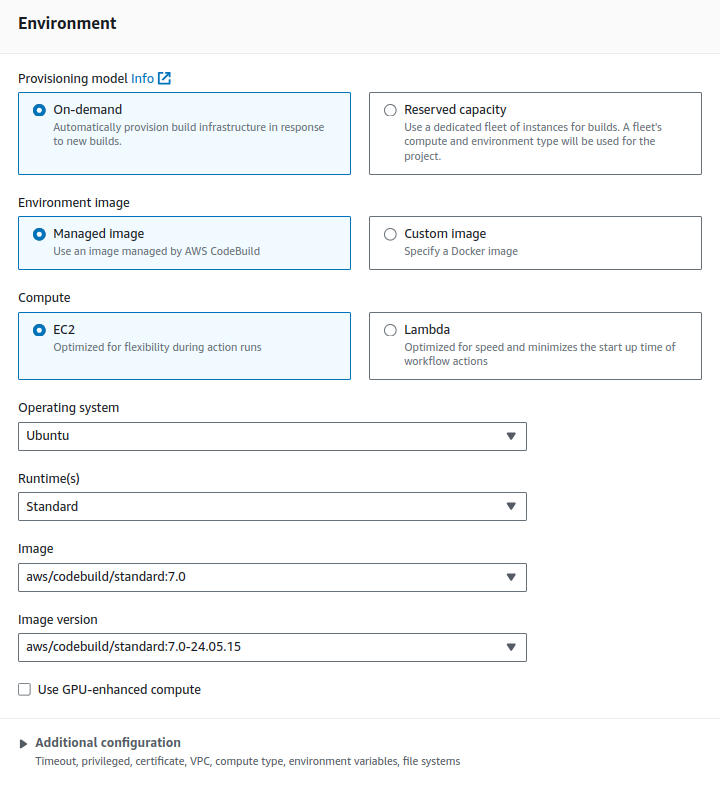 Environment
Provisioning model Info
On-demand
Automatically provision build infrastructure in response
to new builds.
Reserved capacity
Use a dedicated fleet of instances for builds. A fleet's
compute and environment type will be used for the
project.
Environment image
Managed image
Use an image managed by AWS CodeBuild
Custom image
Specify a Docker image
Compute
EC2
Optimized for flexibility during action runs
Lambda
Optimized for speed and minimizes the start up time of
workflow actions
Operating system
Ubuntu
Runtime(s)
Standard
Image
aws/codebuild/standard:7.0
Image version
aws/codebuild/standard:7.0-24.05.15
Use GPU-enhanced compute
Additional configuration
Timeout, privileged, certificate, VPC, compute type, environment variables, file systems